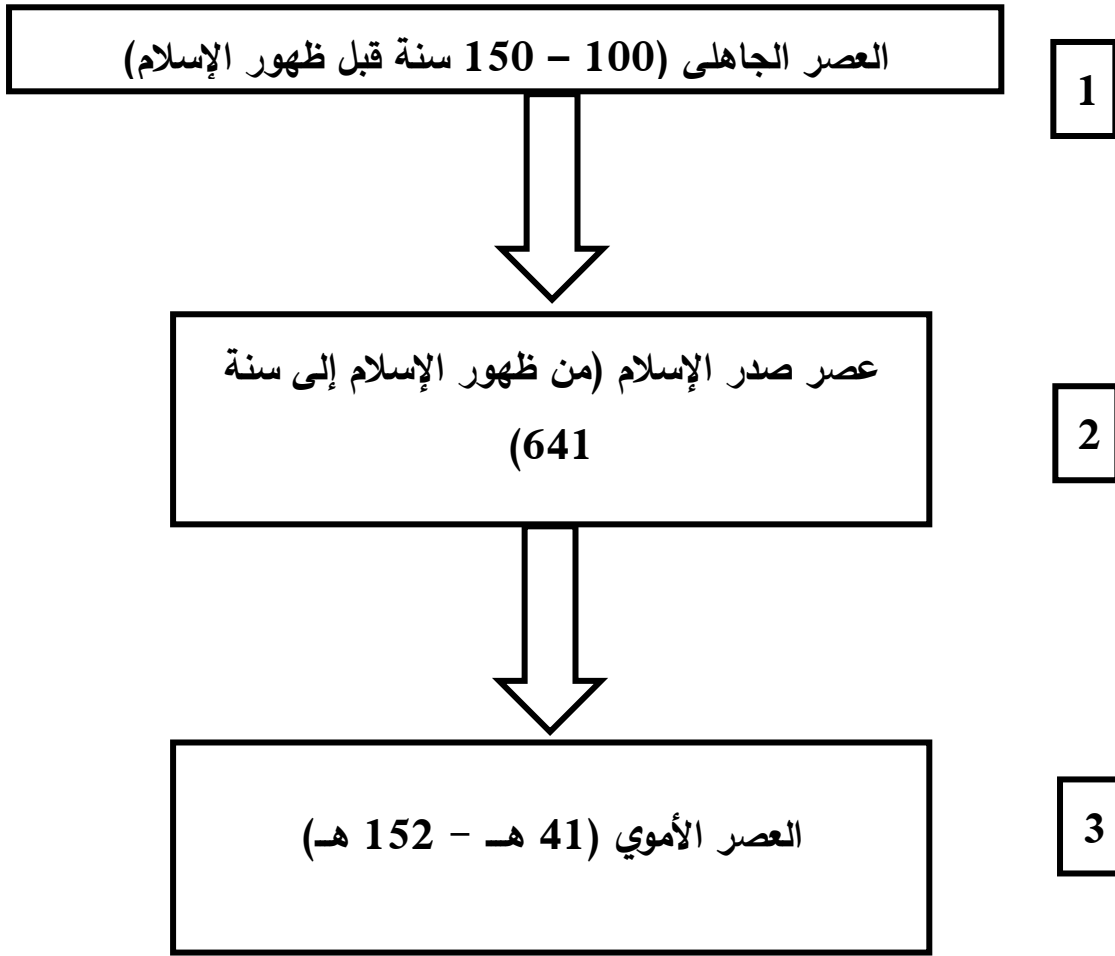 العصر الجاهلى (100 – 150 سنة قبل ظهور الإسلام)
1
عصر صدر الإسلام (من ظهور الإسلام إلى سنة
641)
2
العصر الأموي (41 هـــ - 152 هـ)
3